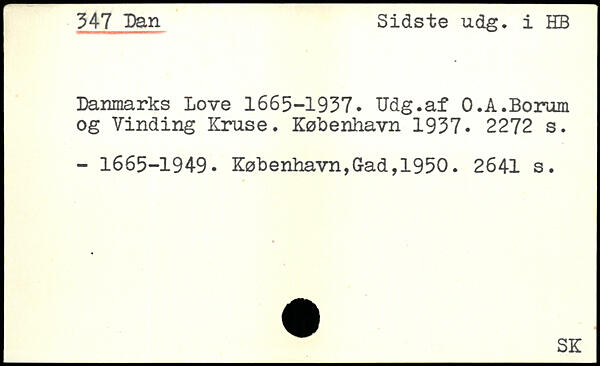 347 Dan Sidste udg. i HB
Danmarks Love 1665-1937. Udg.af O.A.Borum
og Vinding Kruse. København 1937. 2272 s.
- 1665-1949. København,Gad,1950. 2641 s.
SK